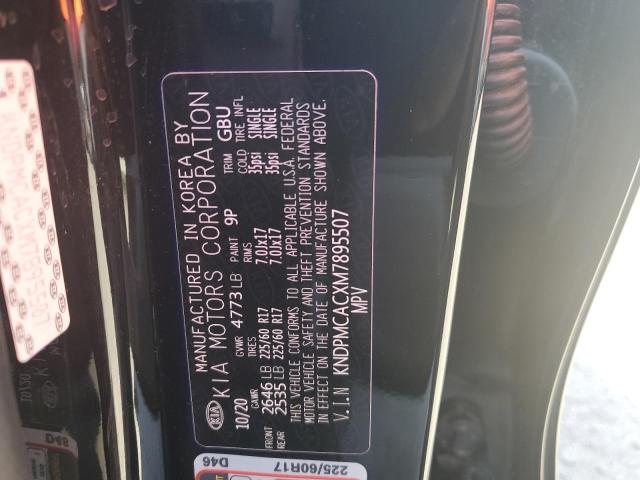 MANUFACTURED IN KOREA BY
KIA KIA MOTORS CORPORATION
10/20 GVWR 4773 LB PAINT 9P TRIM GBU
TIRES RIMS COLD TIRE INFL
FRONT 2646 LB 225/60 R17 7.0Jx17 35psi SINGLE
REAR 2535 LB 225/60 R17 7.0Jx17 35psi SINGLE
THIS VEHICLE CONFORMS TO ALL APPLICABLE U.S.A. FEDERAL
MOTOR VEHICLE SAFETY AND THEFT PREVENTION STANDARDS
IN EFFECT ON THE DATE OF MANUFACTURE SHOWN ABOVE.
V.I.N KNDPMCACXM7895507
MPV
D46
225/60R17